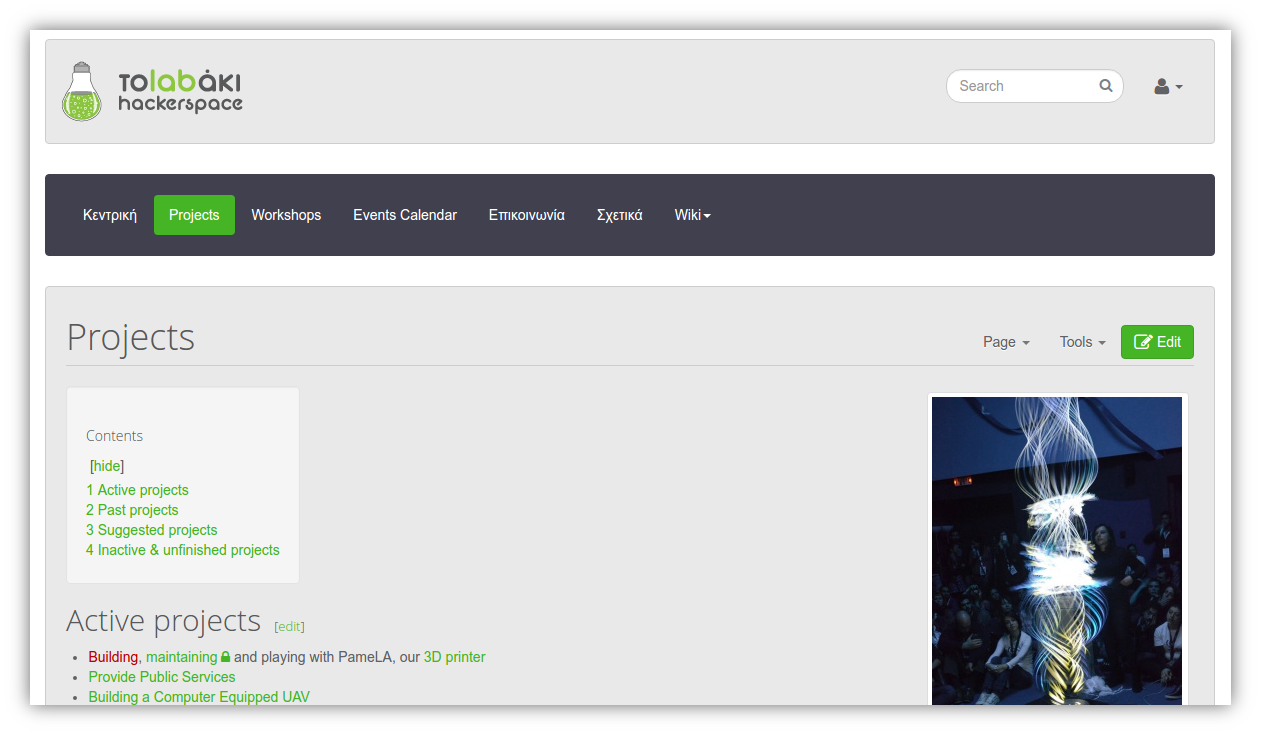 τολαbάκι
hackerspace
Search
Κεντρική Projects Workshops Events Calendar Επικοινωνία Σχετικά Wiki
Projects
Page Tools Edit
Contents
[hide]
1 Active projects
2 Past projects
3 Suggested projects
4 Inactive & unfinished projects
Active projects [edit]
• Building, maintaining and playing with PameLA, our 3D printer
• Provide Public Services
• Building a Computer Equipped UAV